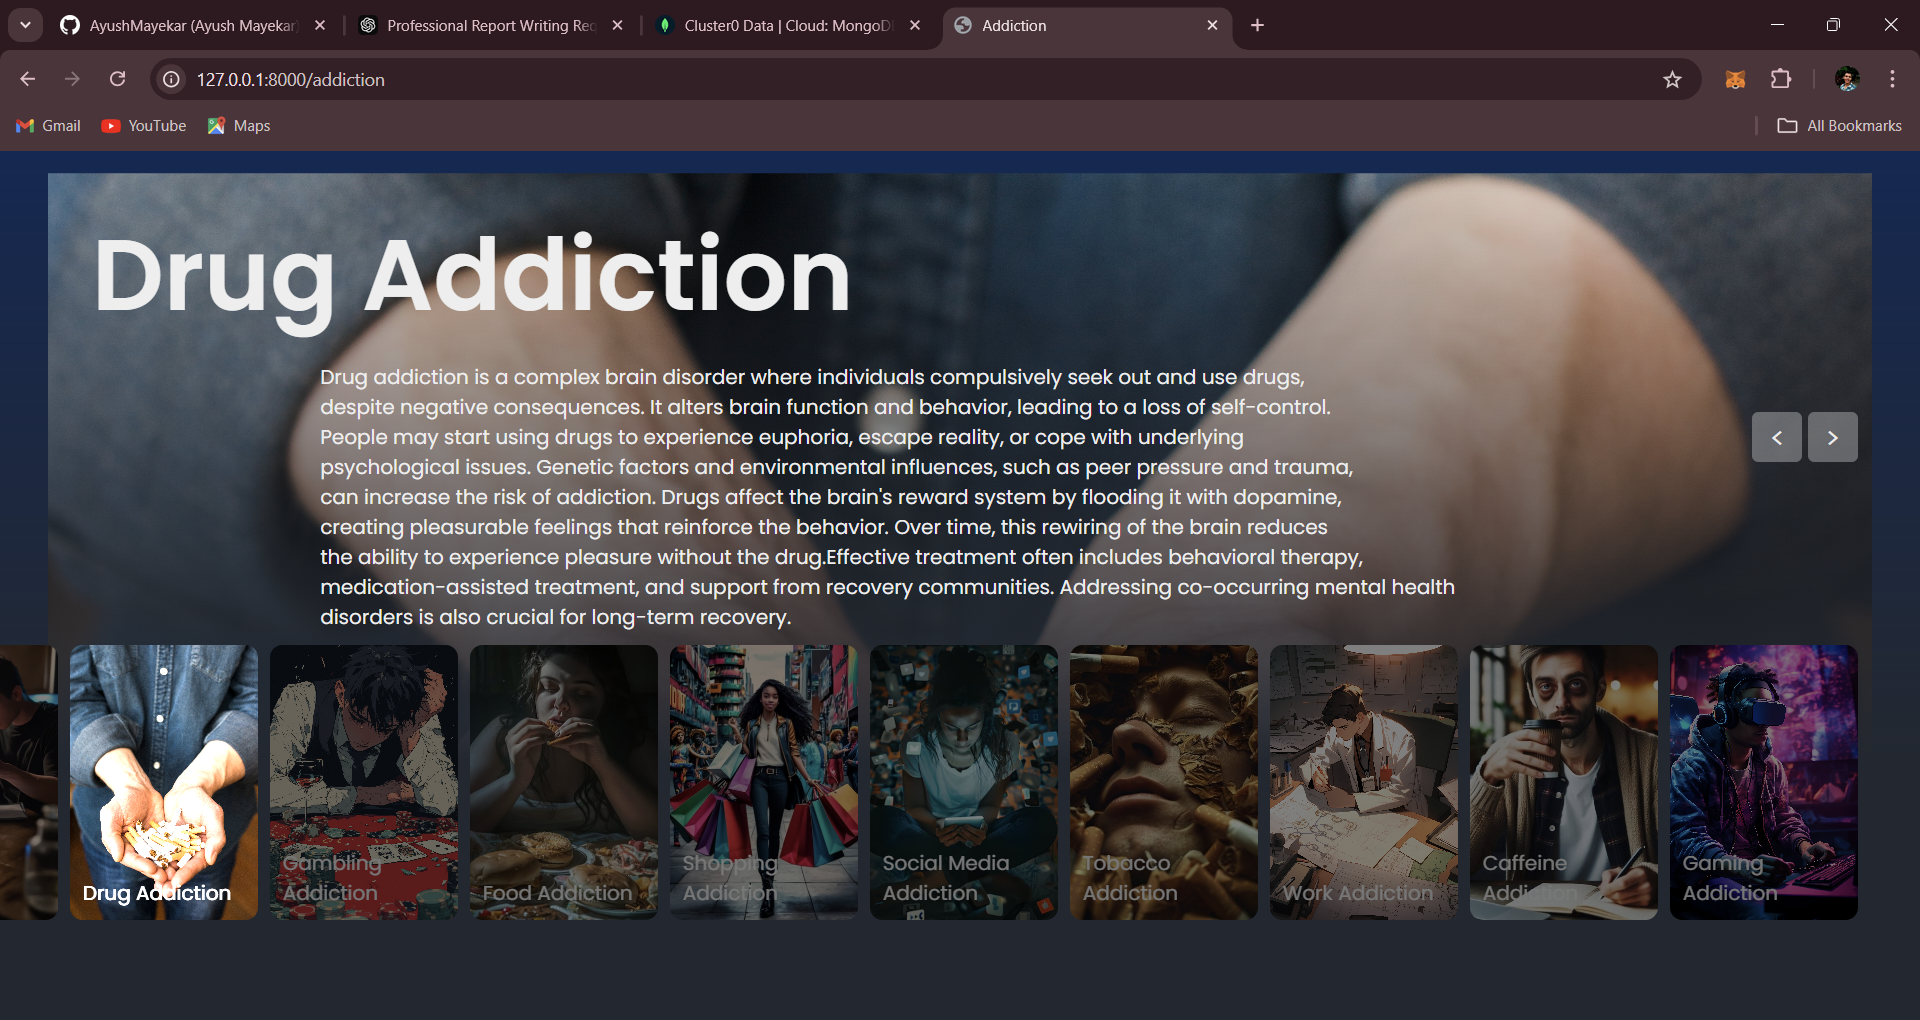 AyushMayekar (Ayush Mayekar
Professional Report Writing Req
Cluster0 Data | Cloud: MongoD
Addiction
127.0.0.1:8000/addiction
Gmail
YouTube
Maps
All Bookmarks
Drug Addiction
Drug addiction is a complex brain disorder where individuals compulsively seek out and use drugs,
despite negative consequences. It alters brain function and behavior, leading to a loss of self-control.
People may start using drugs to experience euphoria, escape reality, or cope with underlying
psychological issues. Genetic factors and environmental influences, such as peer pressure and trauma,
can increase the risk of addiction. Drugs affect the brain's reward system by flooding it with dopamine,
creating pleasurable feelings that reinforce the behavior. Over time, this rewiring of the brain reduces
the ability to experience pleasure without the drug.Effective treatment often includes behavioral therapy,
medication-assisted treatment, and support from recovery communities. Addressing co-occurring mental health
disorders is also crucial for long-term recovery.
Drug Addiction
Gambling
Addiction
Food Addiction
Shopping
Addiction
Social Media
Addiction
Tobacco
Addiction
Work Addiction
Caffeine
Addiction
Gaming
Addiction